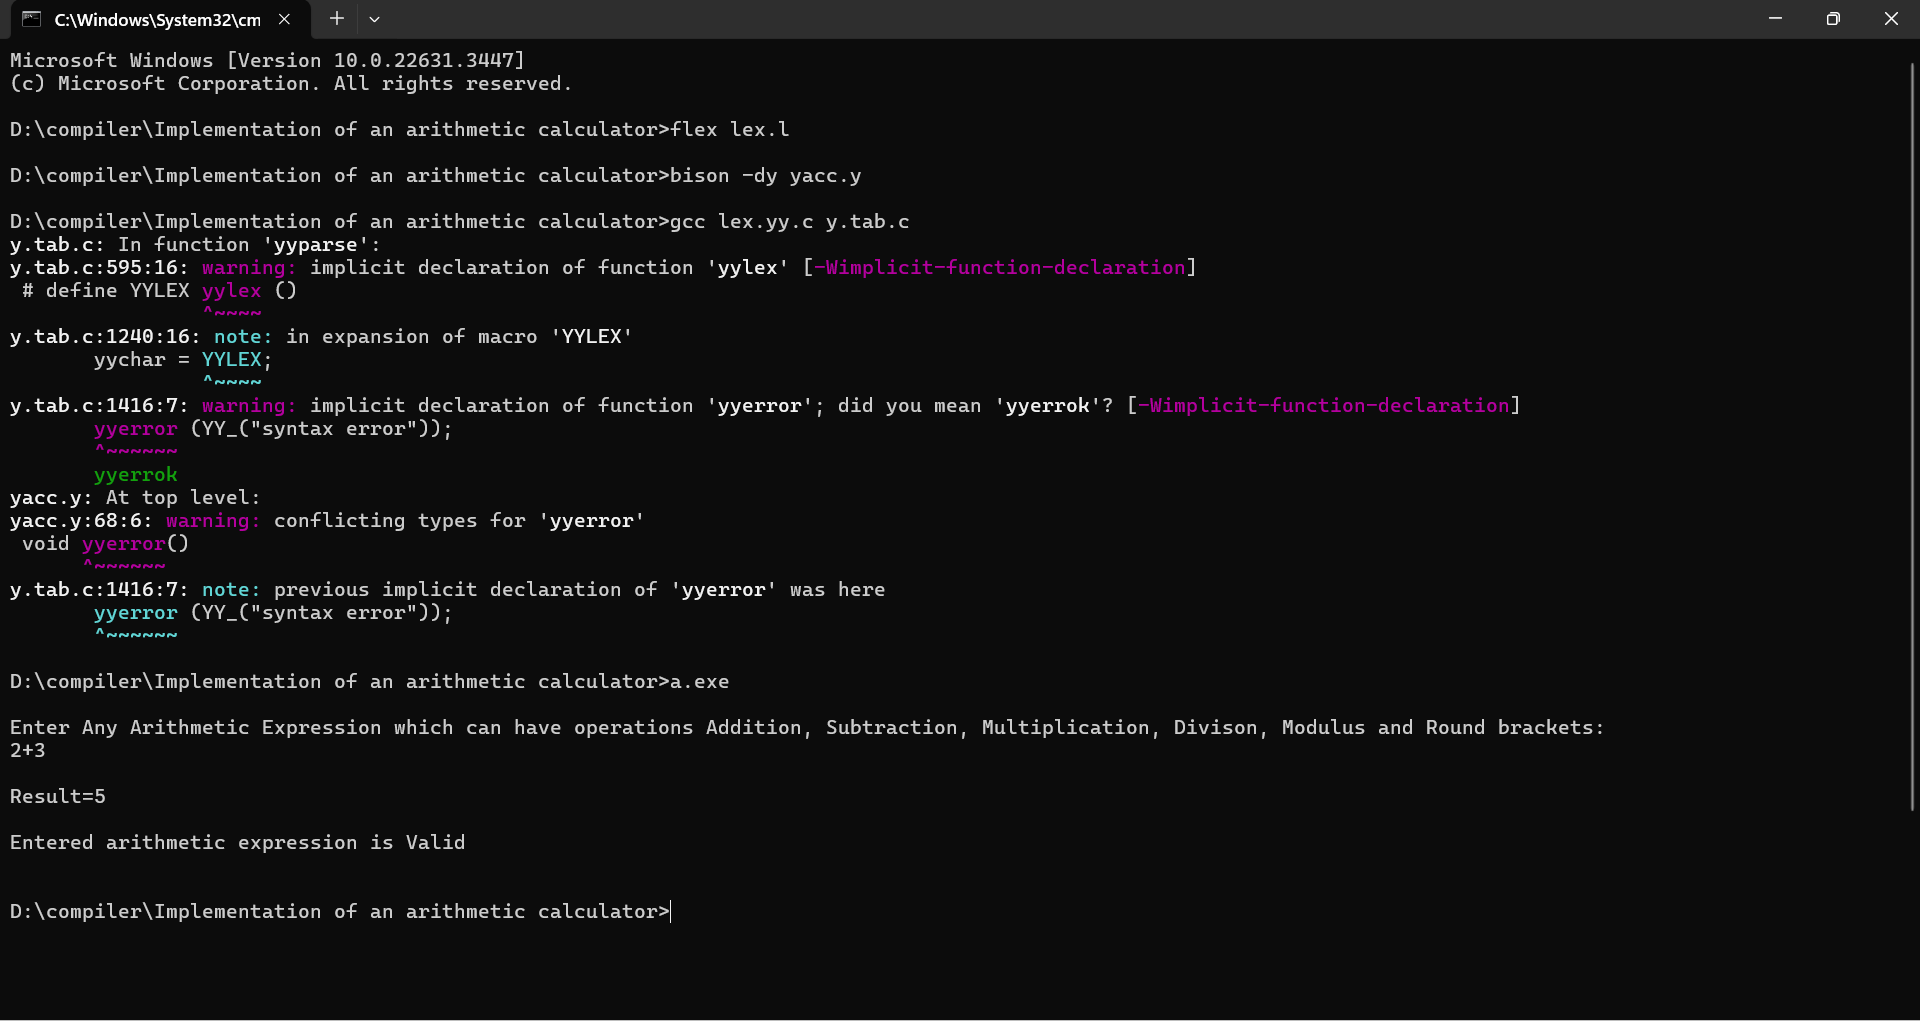 C:\Windows\System32\cm
Microsoft Windows [Version 10.0.22631.3447]
(c) Microsoft Corporation. All rights reserved.
D:\compiler\Implementation of an arithmetic calculator>flex lex.l
D:\compiler\Implementation of an arithmetic calculator>bison -dy yacc.y
D:\compiler\Implementation of an arithmetic calculator>gcc lex.yy.c y.tab.c
y.tab.c: In function 'yyparse':
y.tab.c:595:16: warning: implicit declaration of function 'yylex' [-Wimplicit-function-declaration]
 # define YYLEX yylex ()
                ^~~~~
y.tab.c:1240:16: note: in expansion of macro 'YYLEX'
       yychar = YYLEX;
                ^~~~~
y.tab.c:1416:7: warning: implicit declaration of function 'yyerror'; did you mean 'yyerrok'? [-Wimplicit-function-declaration]
       yyerror (YY_("syntax error"));
       ^~~~~~~
       yyerrok
yacc.y: At top level:
yacc.y:68:6: warning: conflicting types for 'yyerror'
 void yyerror()
      ^~~~~~~
y.tab.c:1416:7: note: previous implicit declaration of 'yyerror' was here
       yyerror (YY_("syntax error"));
       ^~~~~~~
D:\compiler\Implementation of an arithmetic calculator>a.exe
Enter Any Arithmetic Expression which can have operations Addition, Subtraction, Multiplication, Divison, Modulus and Round brackets:
2+3
Result=5
Entered arithmetic expression is Valid
D:\compiler\Implementation of an arithmetic calculator>